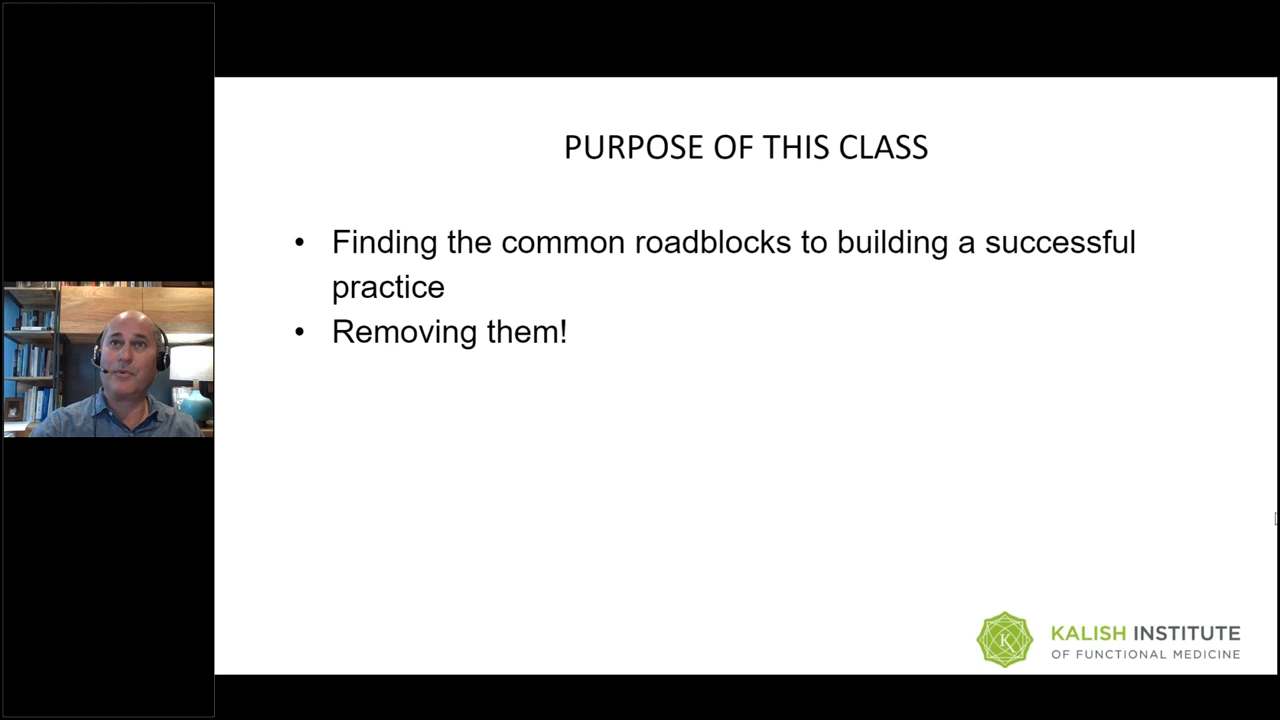 PURPOSE OF THIS CLASS
• Finding the common roadblocks to building a successful
practice
• Removing them!
K
KALISH INSTITUTE
OF FUNCTIONAL MEDICINE